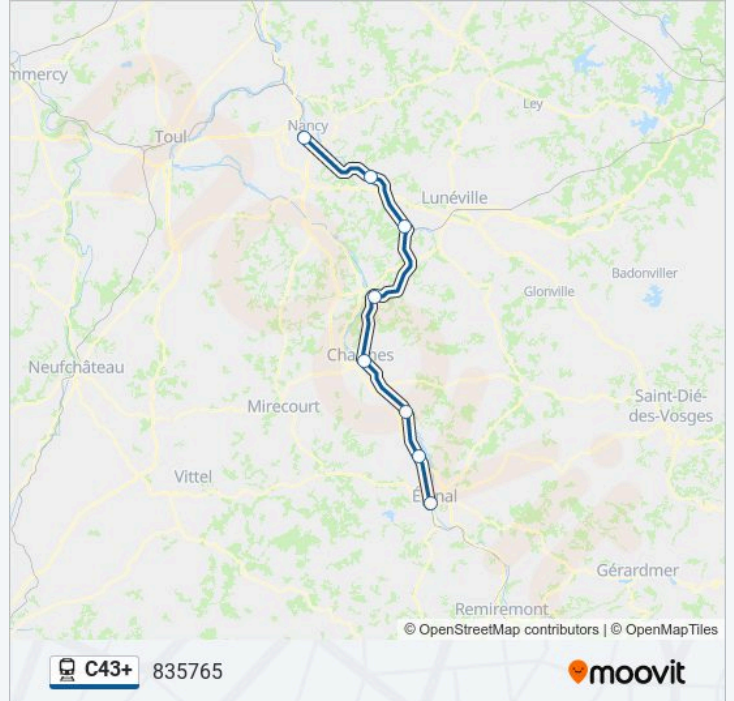 mmercy
Ley
Nancy
Toul
Lunéville
Badonviller
Glonville
Neufchâteau
Mirecourt
Saint-Dié-
des-Vosges
Vittel
Gérardmer
Remiremont
© OpenStreetMap contributors | © OpenMapTiles
C43+ 835765
moovit